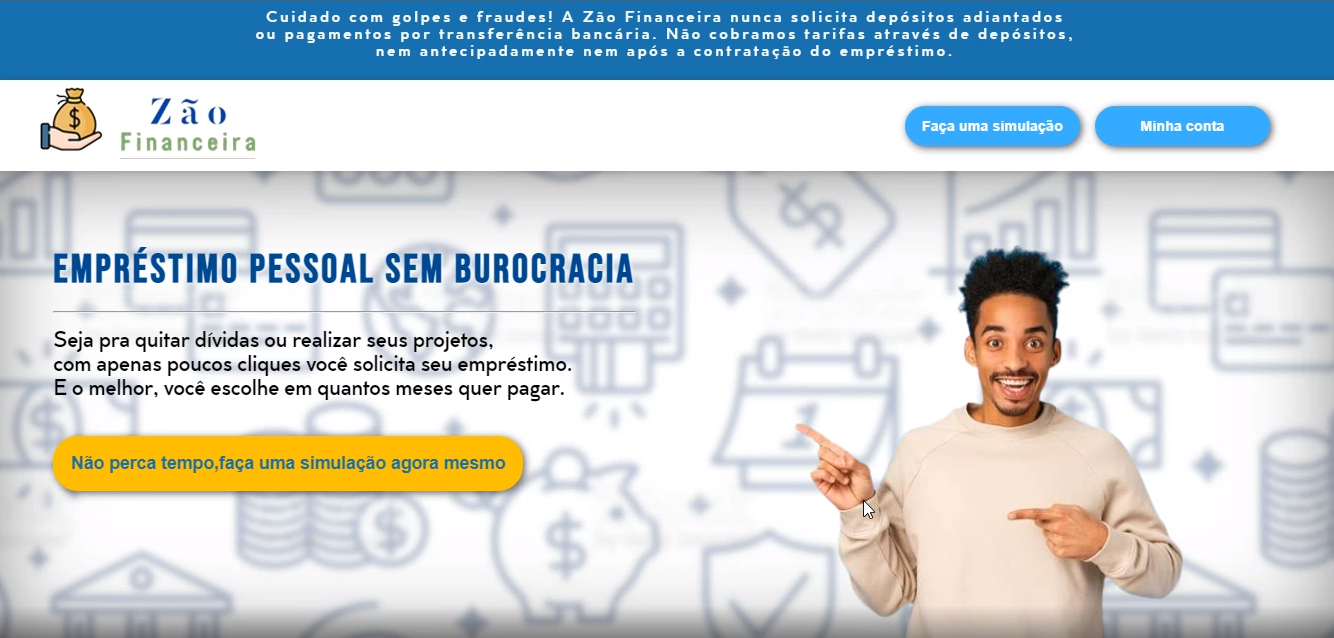 Cuidado com golpes e fraudes! A Zão Financeira nunca solicita depósitos adiantados
ou pagamentos por transferência bancária. Não cobramos tarifas através de depósitos,
nem antecipadamente nem após a contratação do empréstimo.
$
Zão
Financeira
Faça uma simulação
Minha conta
EMPRÉSTIMO PESSOAL SEM BUROCRACIA
Seja pra quitar dívidas ou realizar seus projetos,
com apenas poucos cliques você solicita seu empréstimo.
E o melhor, você escolhe em quantos meses quer pagar.
Não perca tempo,faça uma simulação agora mesmo